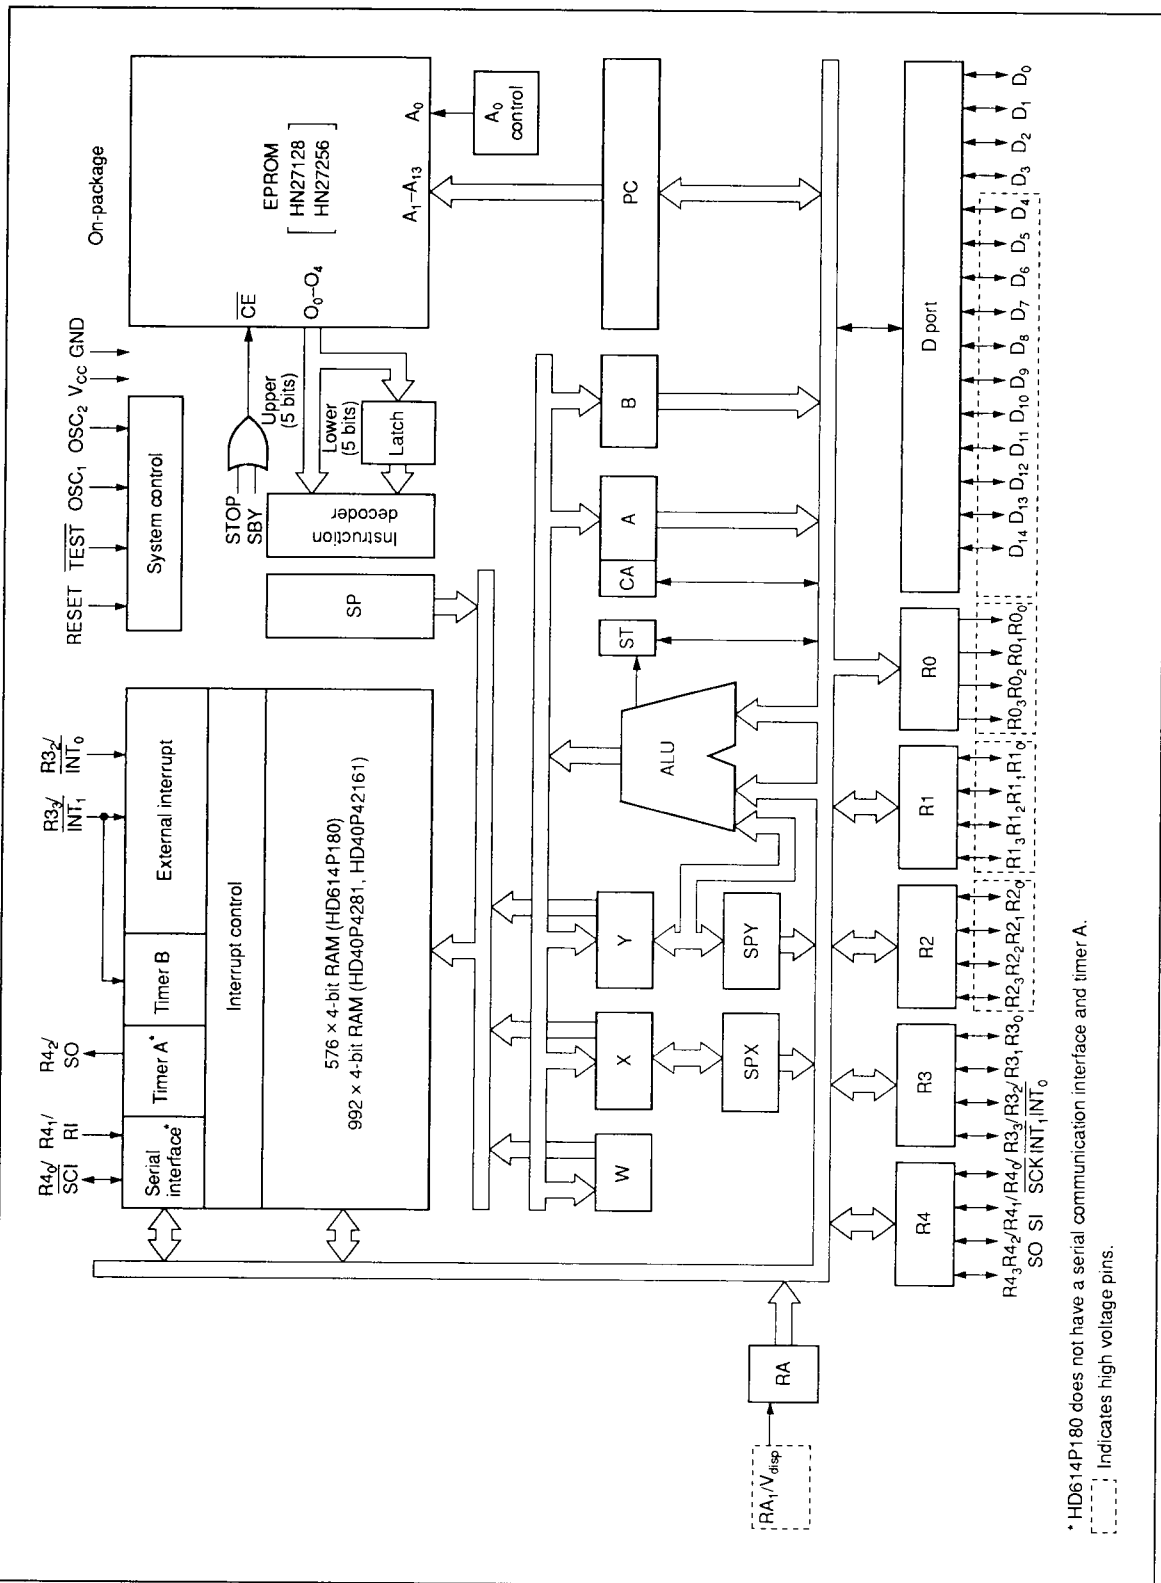 R4₀/
SCI
R4₁/
RI
R4₂/
SO
R3₃/
INT₁
R3₂/
INT₀
RESET
TEST
OSC₁
OSC₂
Vcc
GND
On-package
Serial
interface*
Timer A*
Timer B
External interrupt
Interrupt control
576 × 4-bit RAM (HD614P180)
992 × 4-bit RAM (HD40P4281, HD40P42161)
System control
STOP
SBY
CE
EPROM
HN27128
HN27256
O₀–O₄
A₁–A₁₃
A₀
A₀
control
Upper
(5 bits)
Lower
(5 bits)
Latch
Instruction
decoder
SP
W
X
Y
SPX
SPY
ALU
ST
CA
A
B
PC
RA₁/Vdisp
RA
R4
R3
R2
R1
R0
D port
R4₃ R4₂/R4₁/R4₀/ R3₃/R3₂/R3₁ R3₀
SO SI SCK INT₁ INT₀
R2₃ R2₂ R2₁ R2₀
R1₃ R1₂ R1₁ R1₀
R0₃ R0₂ R0₁ R0₀
D₁₄ D₁₃ D₁₂ D₁₁ D₁₀ D₉ D₈ D₇ D₆ D₅ D₄ D₃ D₂ D₁ D₀
* HD614P180 does not have a serial communication interface and timer A.
Indicates high voltage pins.